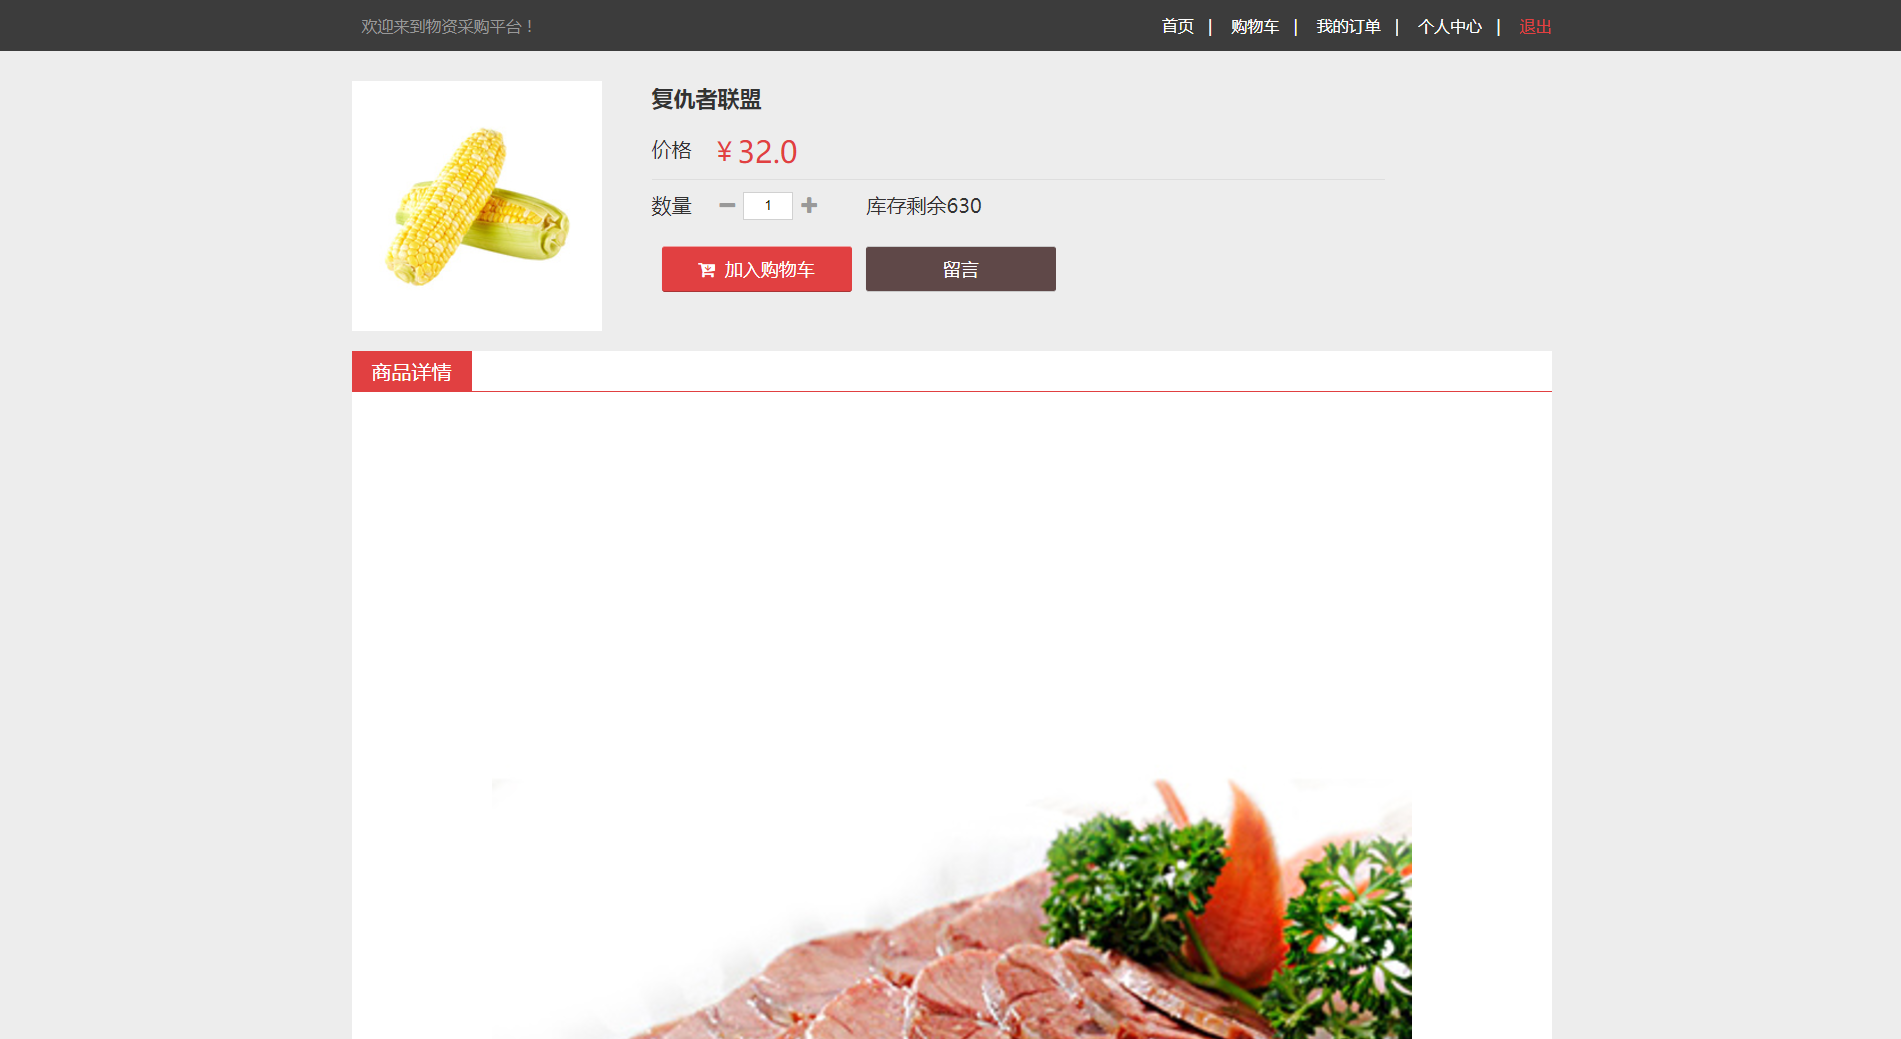 欢迎来到物资采购平台！
首页 | 购物车 | 我的订单 | 个人中心 | 退出
复仇者联盟
价格 ¥ 32.0
数量 1 库存剩余630
加入购物车 留言
商品详情